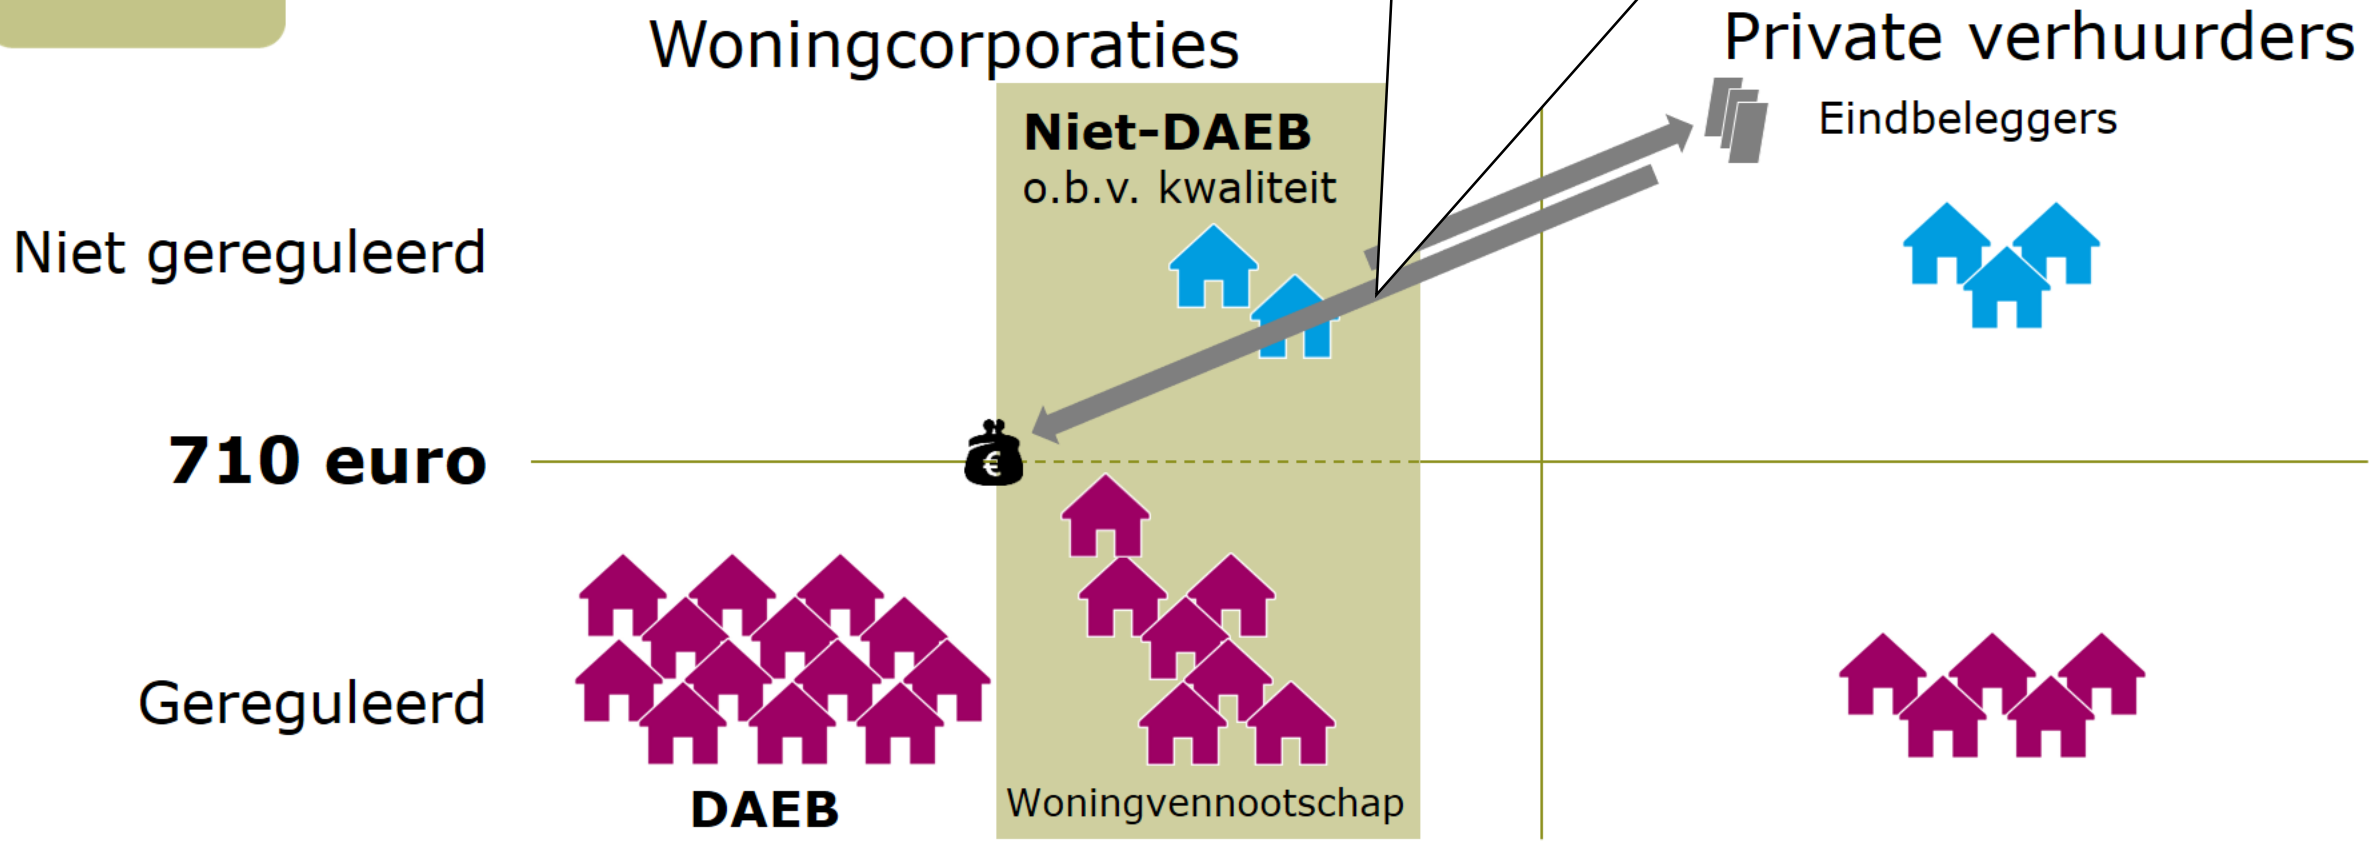 Woningcorporaties
Private verhuurders
Niet-DAEB
o.b.v. kwaliteit
Eindbeleggers
Niet gereguleerd
710 euro
€
Gereguleerd
DAEB
Woningvennootschap